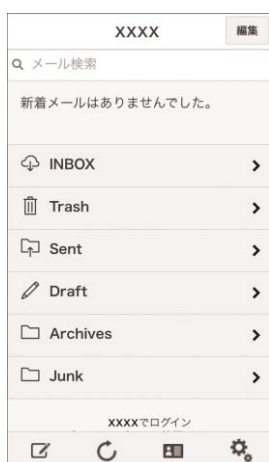 XXXX
編集
メール検索
新着メールはありませんでした。
INBOX
Trash
Sent
Draft
Archives
Junk
XXXXでログイン